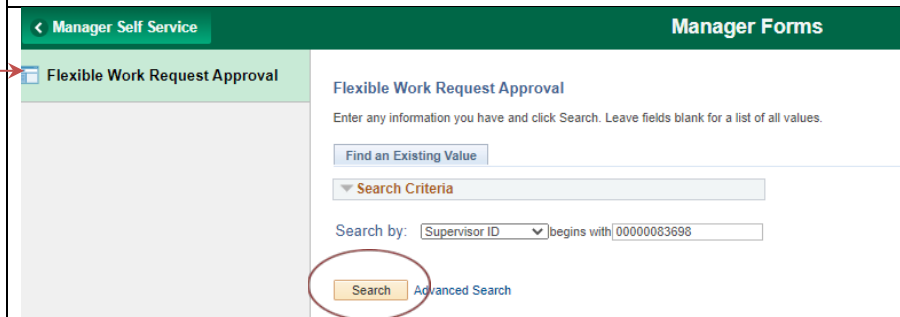 Manager Self Service
Manager Forms
Flexible Work Request Approval
Flexible Work Request Approval
Enter any information you have and click Search. Leave fields blank for a list of all values.
Find an Existing Value
Search Criteria
Search by: Supervisor ID begins with 00000083698
Search Advanced Search